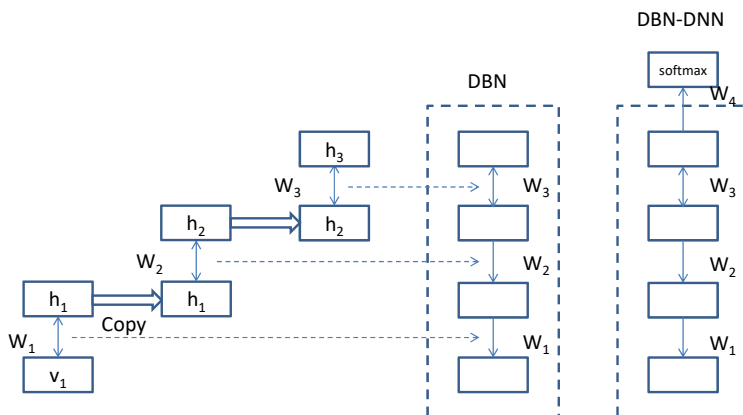 DBN-DNN
softmax
DBN
W₄
h₃
W₃
W₃
W₃
h₂
h₂
W₂
W₂
W₂
h₁
h₁
Copy
W₁
W₁
W₁
v₁